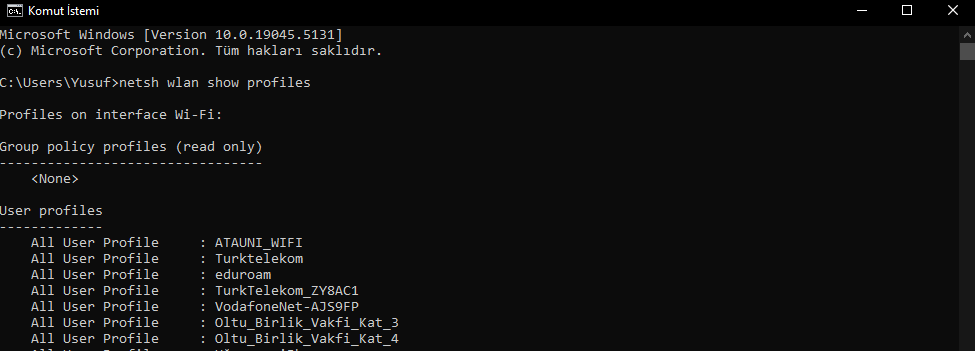 Komut İstemi
Microsoft Windows [Version 10.0.19045.5131]
(c) Microsoft Corporation. Tüm hakları saklıdır.
C:\Users\Yusuf>netsh wlan show profiles
Profiles on interface Wi-Fi:
Group policy profiles (read only)
---------------------------------
    <None>
User profiles
-------------
    All User Profile     : ATAUNI_WIFI
    All User Profile     : Turktelekom
    All User Profile     : eduroam
    All User Profile     : TurkTelekom_ZY8AC1
    All User Profile     : VodafoneNet-AJS9FP
    All User Profile     : Oltu_Birlik_Vakfi_Kat_3
    All User Profile     : Oltu_Birlik_Vakfi_Kat_4
    All User Profile     :